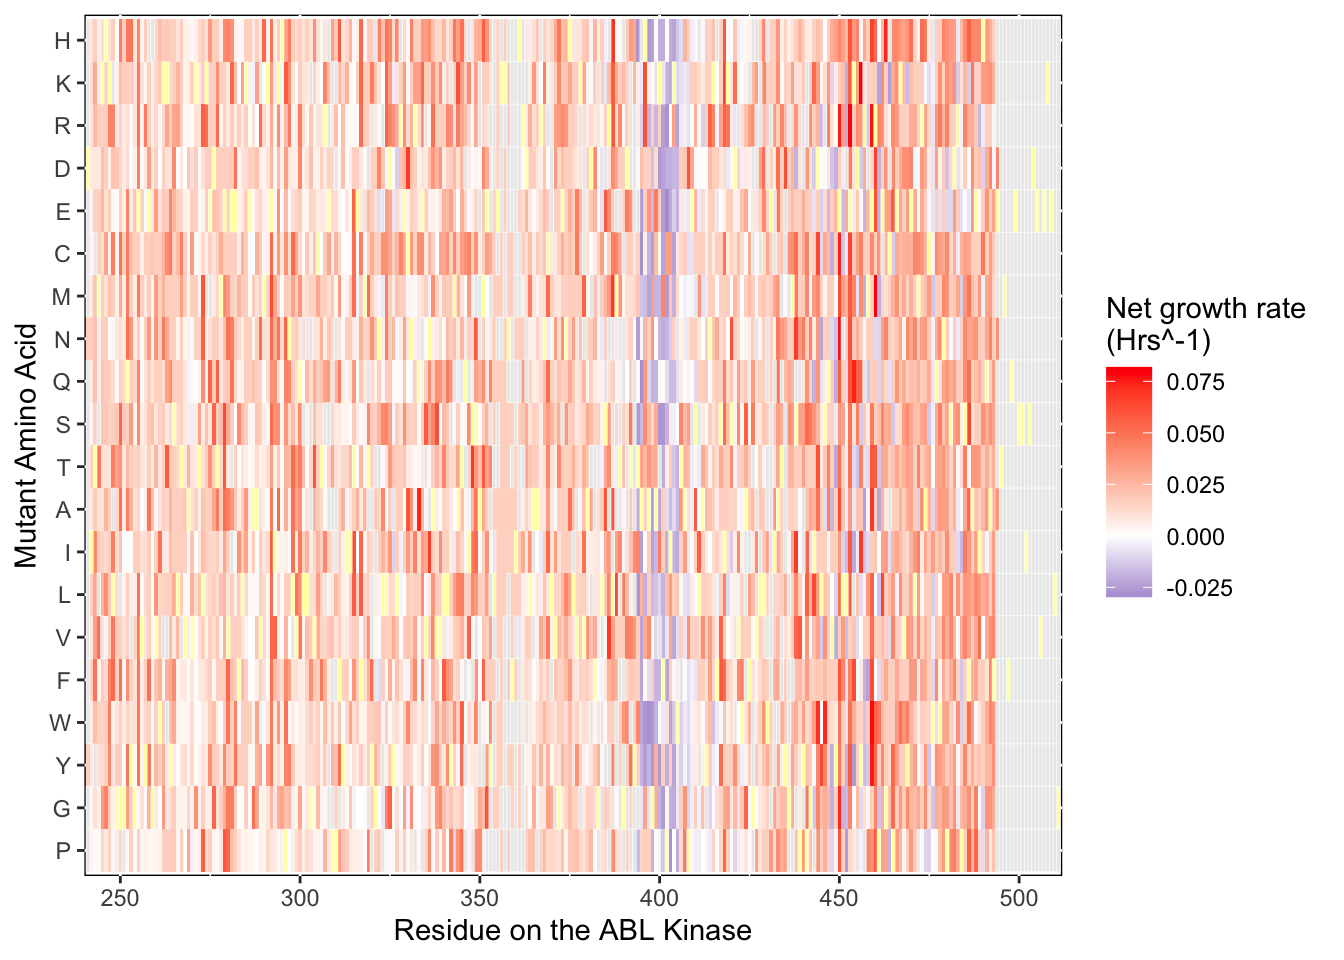 H
K
R
D
E
C
M
N
Q
S
T
A
I
L
V
F
W
Y
G
P
Mutant Amino Acid
250 300 350 400 450 500
Residue on the ABL Kinase
Net growth rate
(Hrs^-1)
0.075
0.050
0.025
0.000
-0.025